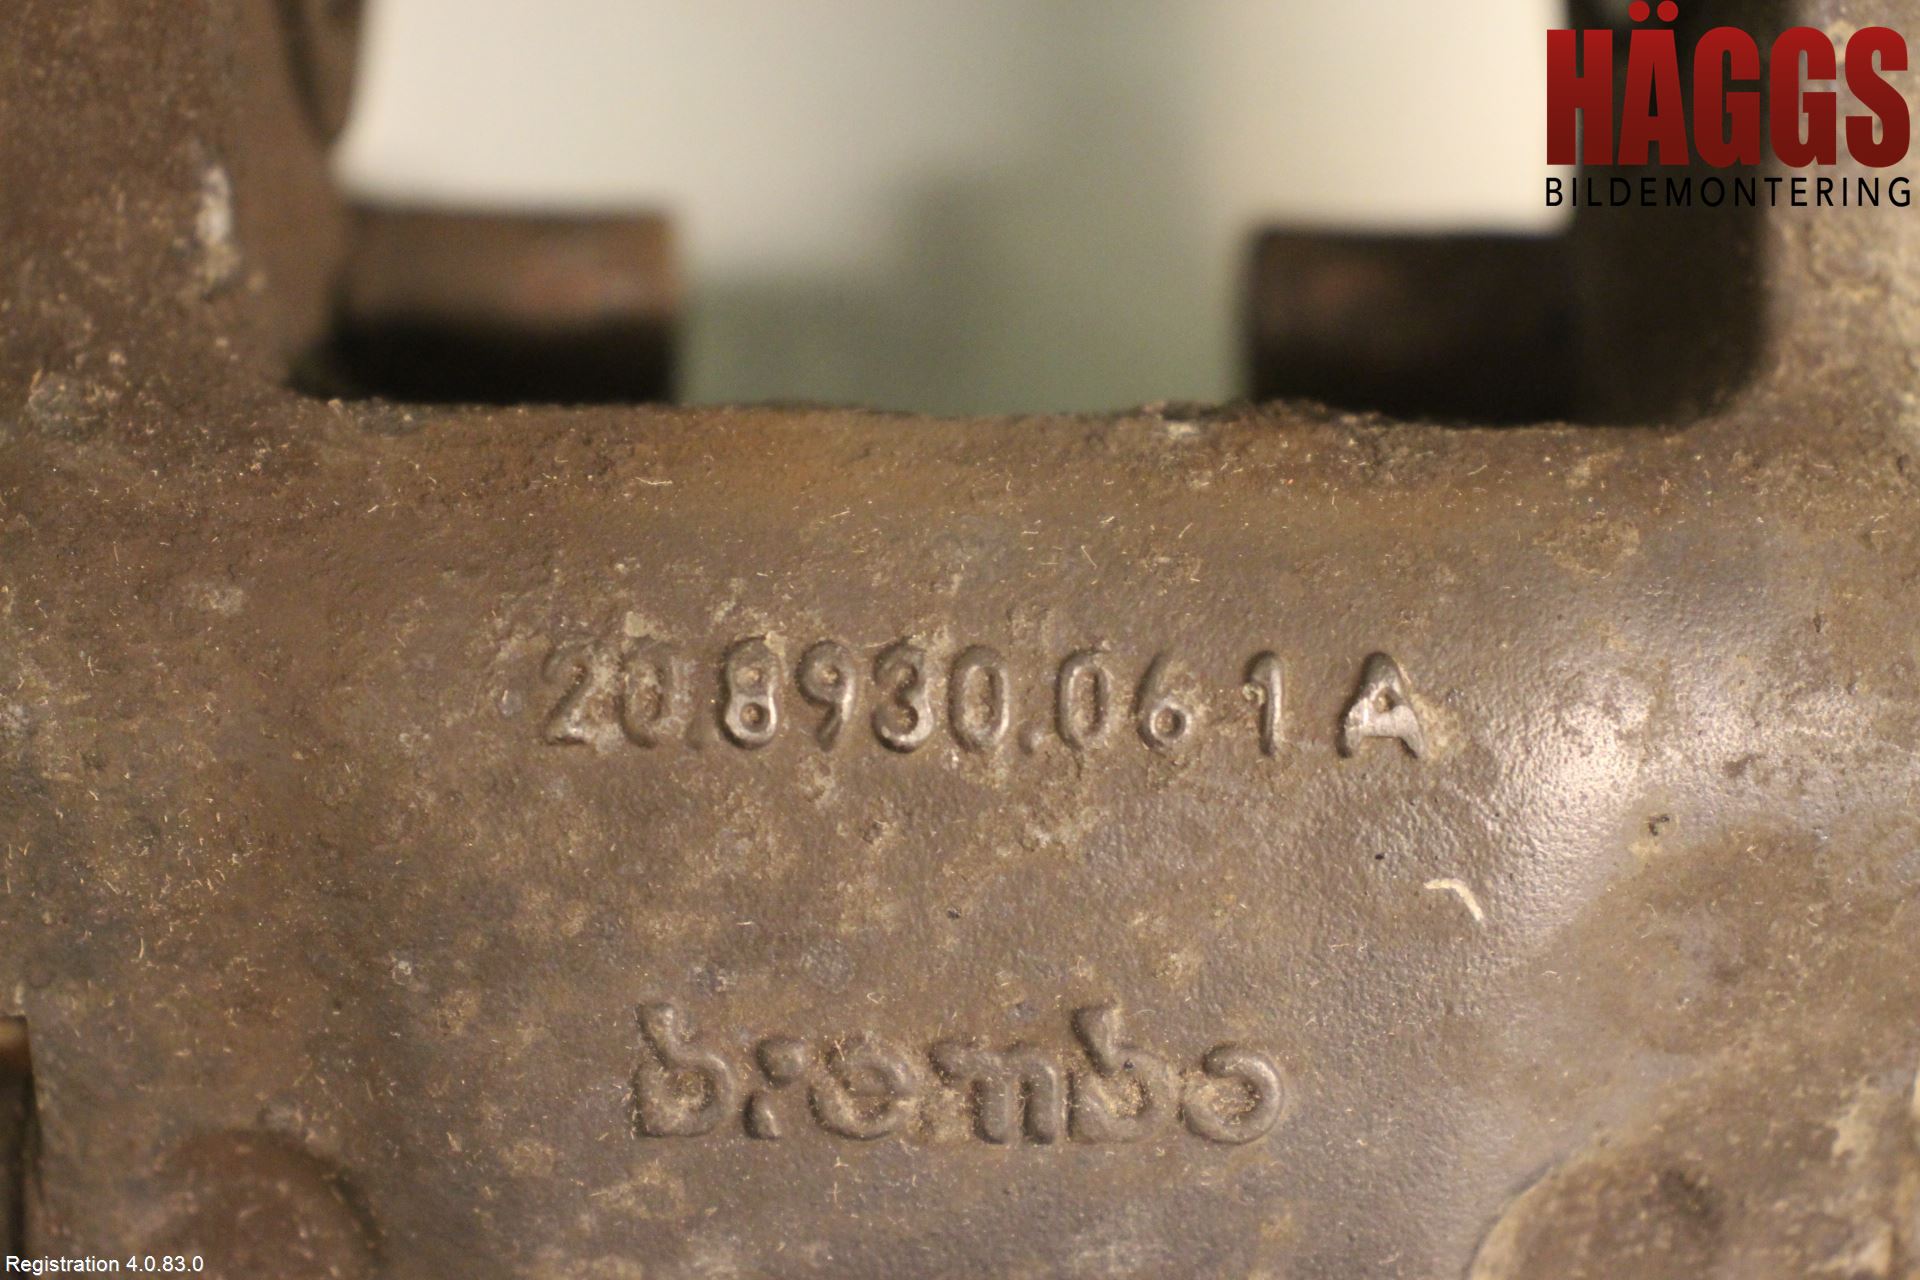 HÄGGS
BILDEMONTERING
20.8930.061 A
brembo
Registration 4.0.83.0